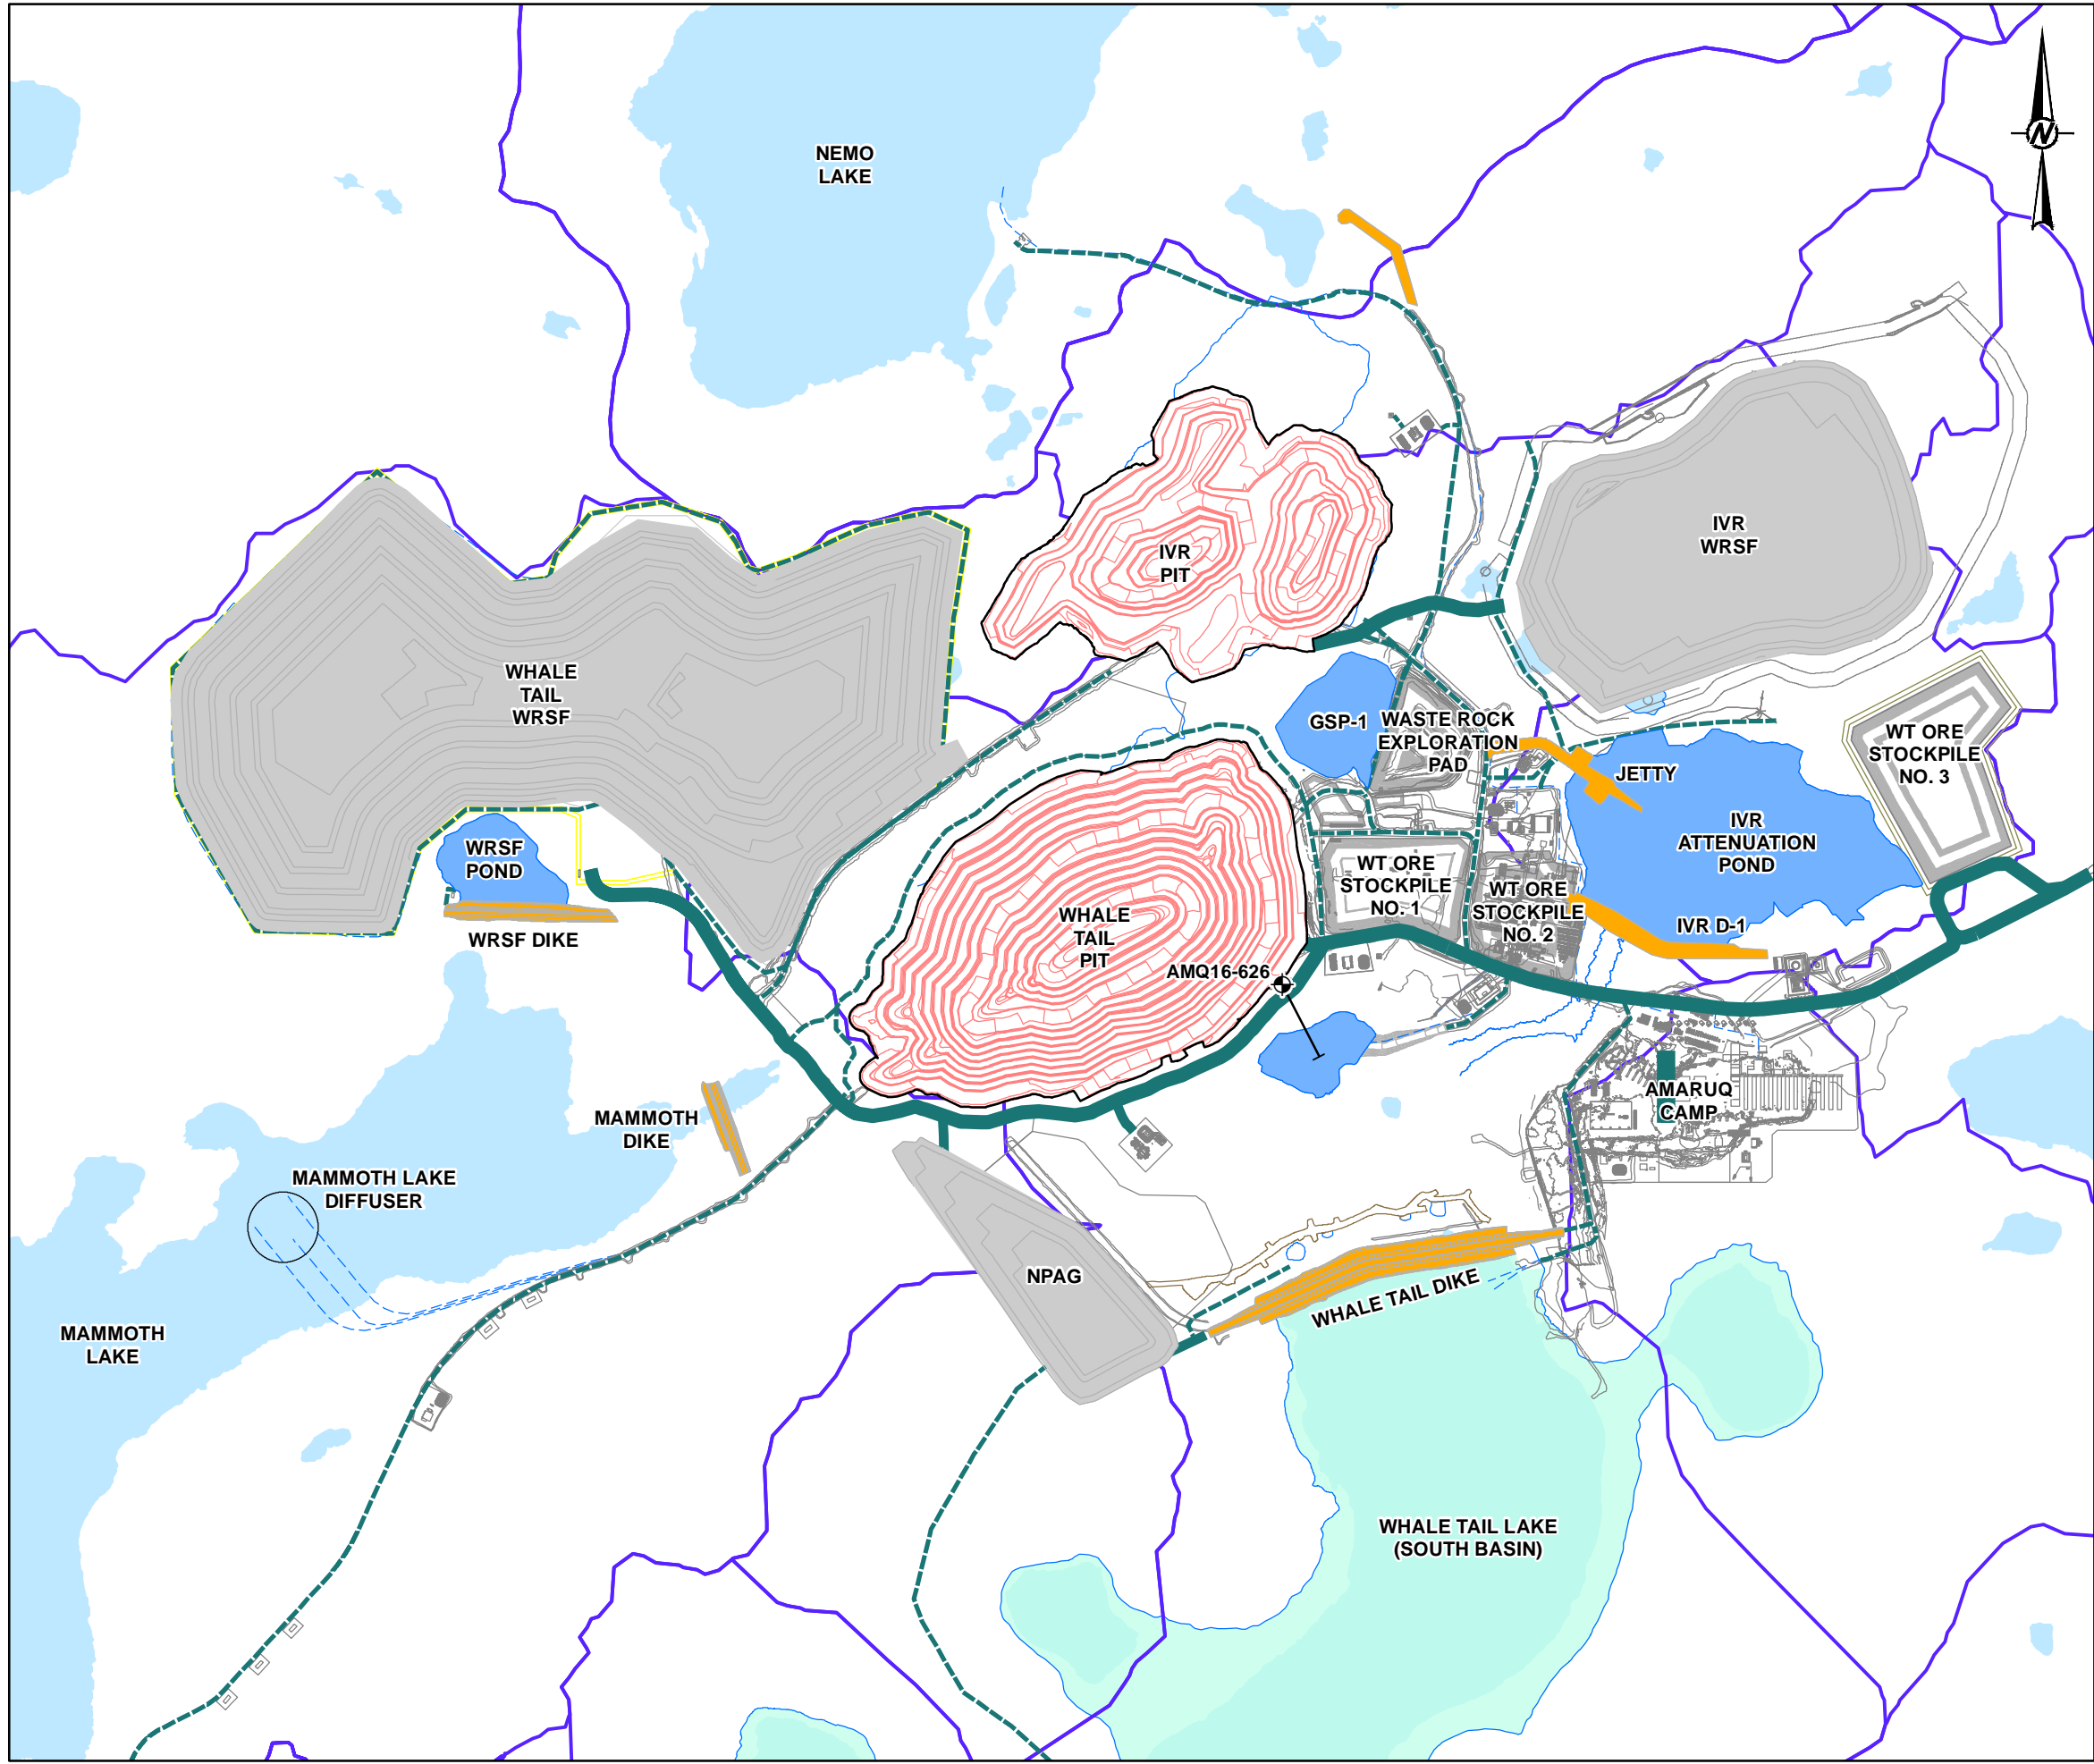 NEMO
LAKE
N
IVR
WRSF
IVR
PIT
WHALE
TAIL
WRSF
GSP-1
WASTE ROCK
EXPLORATION
PAD
JETTY
WT ORE
STOCKPILE
NO. 3
IVR
ATTENUATION
POND
WRSF
POND
WT ORE
STOCKPILE
NO. 1
WT ORE
STOCKPILE
NO. 2
WHALE
TAIL
PIT
IVR D-1
WRSF DIKE
AMQ16-626
AMARUQ
CAMP
MAMMOTH
DIKE
MAMMOTH LAKE
DIFFUSER
NPAG
WHALE TAIL DIKE
MAMMOTH
LAKE
WHALE TAIL LAKE
(SOUTH BASIN)